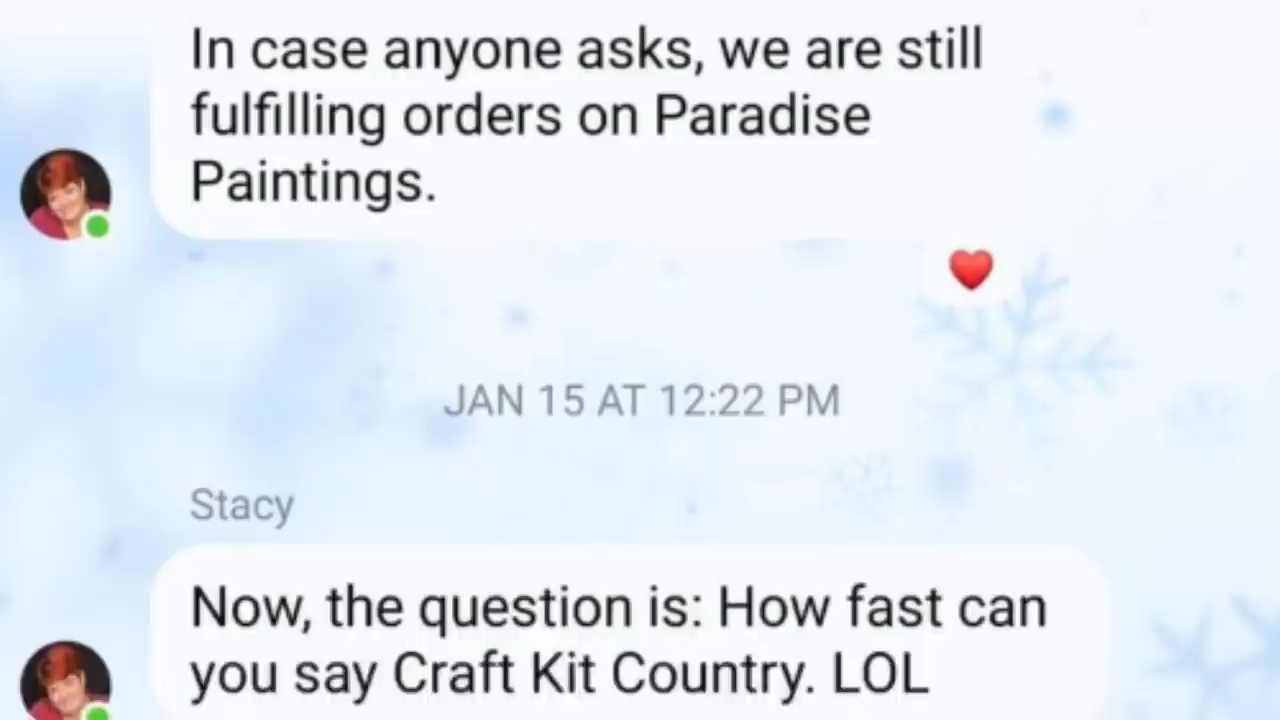 In case anyone asks, we are still
fulfilling orders on Paradise
Paintings.
JAN 15 AT 12:22 PM
Stacy
Now, the question is: How fast can
you say Craft Kit Country. LOL